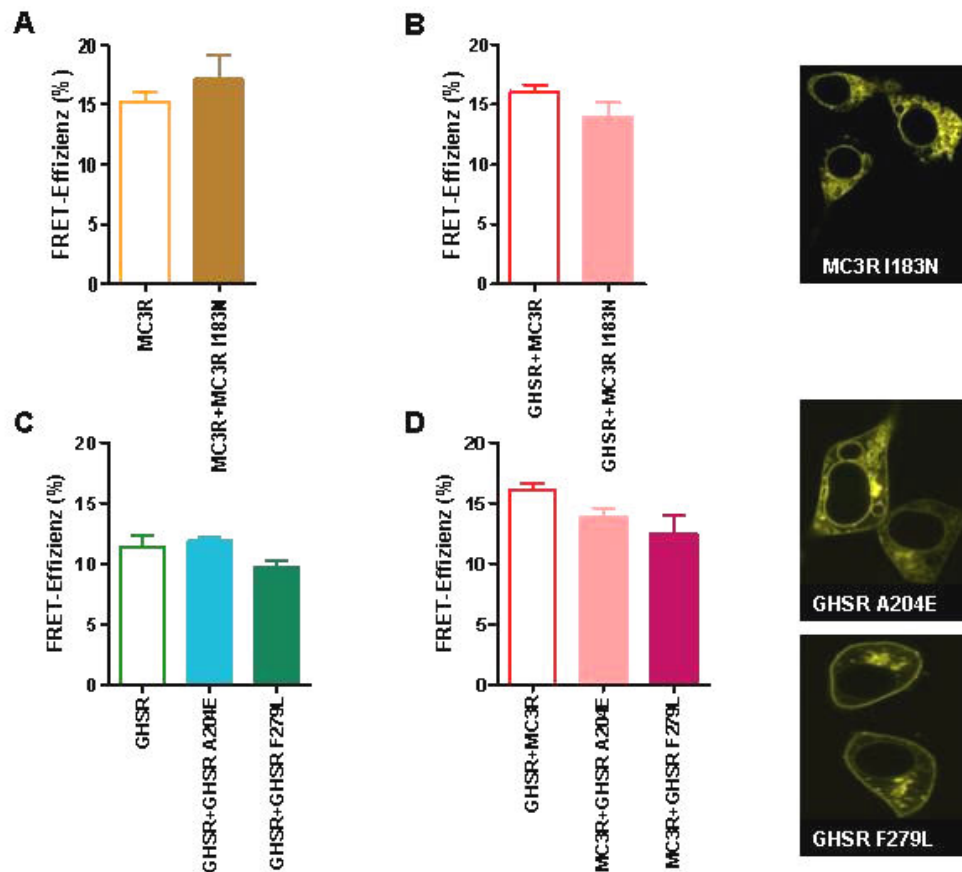 A
FRET-Effizienz (%)
20
15
10
5
0
MC3R
MC3R+MC3R I183N
B
FRET-Effizienz (%)
20
15
10
5
0
GHSR+MC3R
GHSR+MC3R I183N
MC3R I183N
C
FRET-Effizienz (%)
20
15
10
5
0
GHSR
GHSR+GHSR A204E
GHSR+GHSR F279L
D
FRET-Effizienz (%)
20
15
10
5
0
GHSR+MC3R
MC3R+GHSR A204E
MC3R+GHSR F279L
GHSR A204E
GHSR F279L